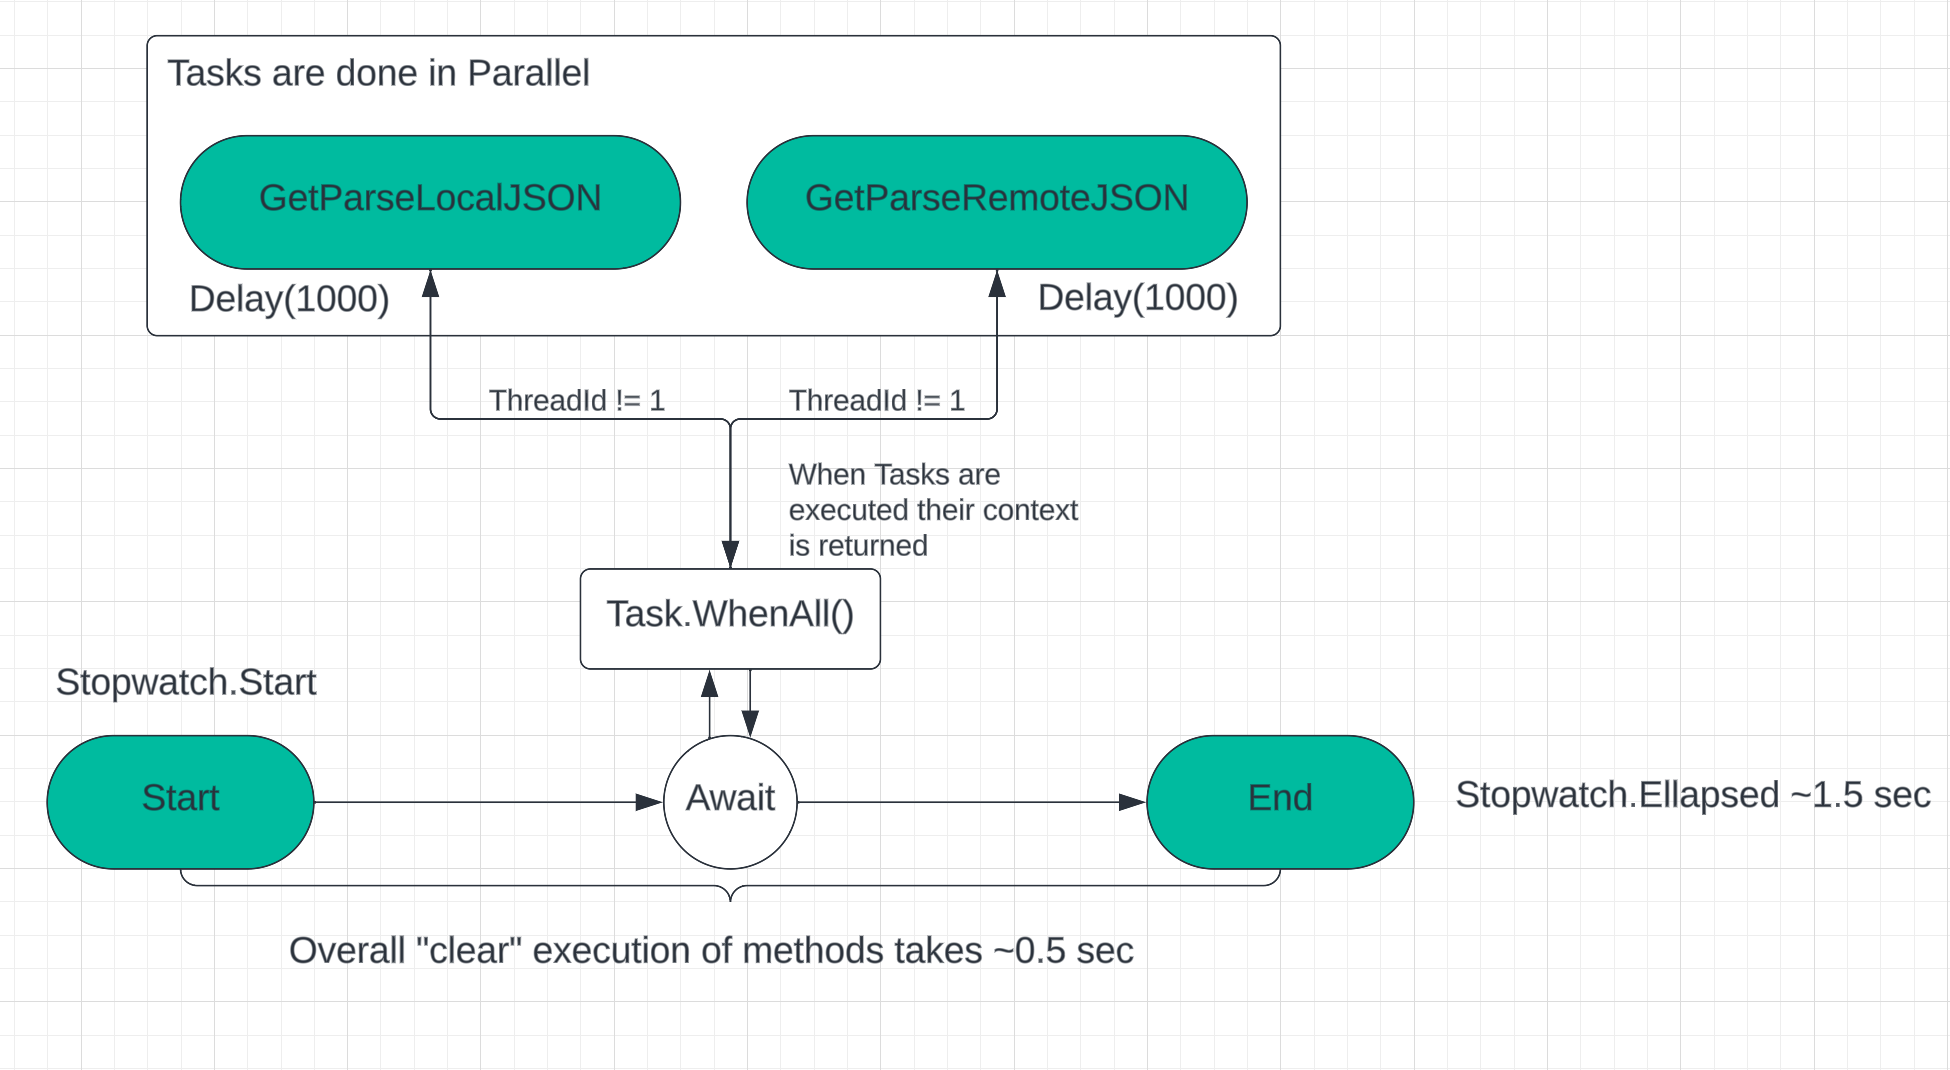 Tasks are done in Parallel
GetParseLocalJSON
GetParseRemoteJSON
Delay(1000)
Delay(1000)
ThreadId != 1
ThreadId != 1
When Tasks are
executed their context
is returned
Task.WhenAll()
Stopwatch.Start
Start
Await
End
Stopwatch.Ellapsed ~1.5 sec
Overall "clear" execution of methods takes ~0.5 sec